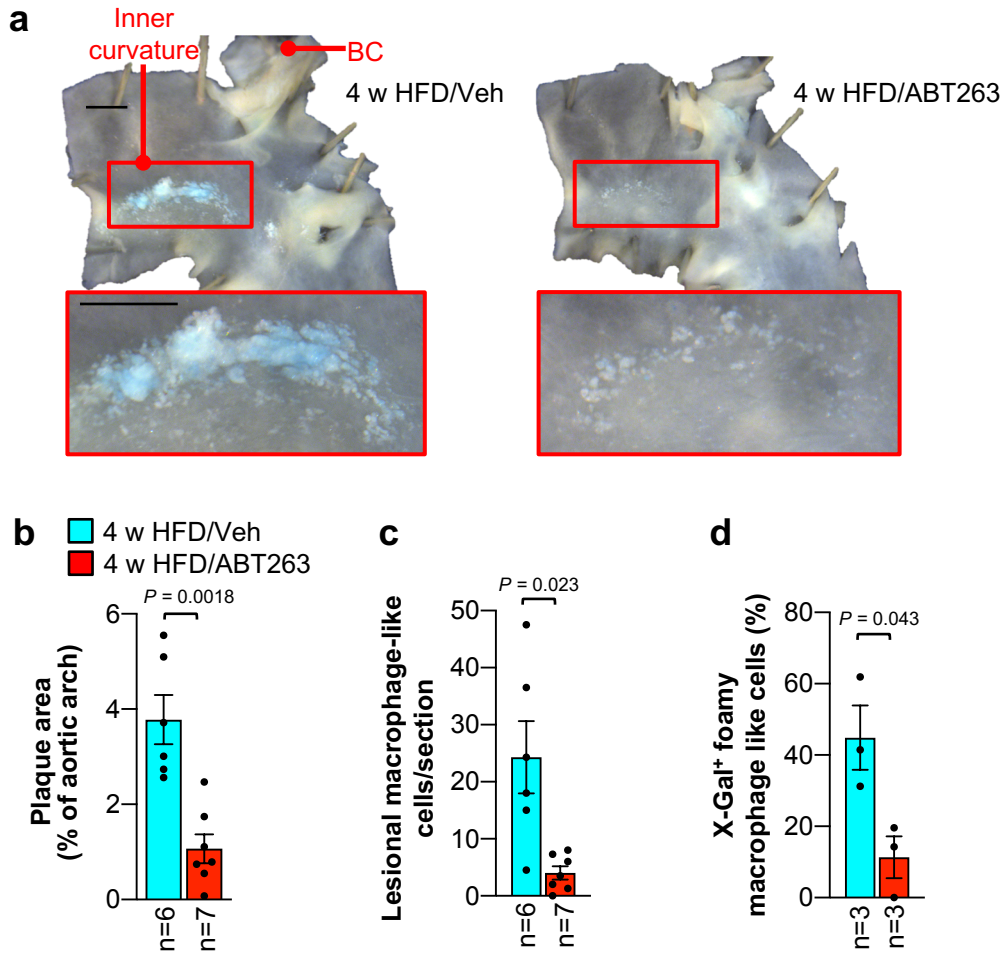 a
Inner
curvature
BC
4 w HFD/Veh
4 w HFD/ABT263
b
4 w HFD/Veh
4 w HFD/ABT263
Plaque area
(% of aortic arch)
6
4
2
0
P = 0.0018
n=6
n=7
c
Lesional macrophage-like
cells/section
50
40
30
20
10
0
P = 0.023
n=6
n=7
d
X-Gal⁺ foamy
macrophage like cells (%)
80
60
40
20
0
P = 0.043
n=3
n=3